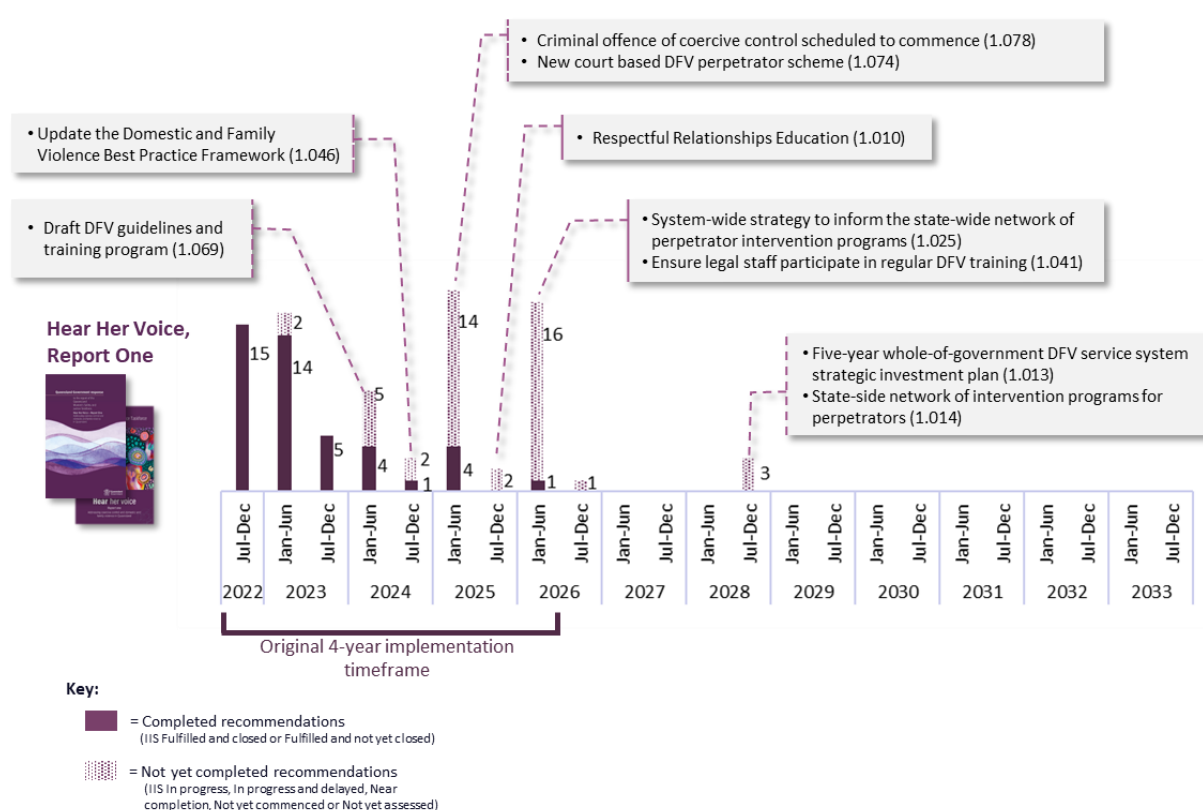 • Criminal offence of coercive control scheduled to commence (1.078)
• New court based DFV perpetrator scheme (1.074)
• Update the Domestic and Family
Violence Best Practice Framework (1.046)
• Respectful Relationships Education (1.010)
• Draft DFV guidelines and
training program (1.069)
• System-wide strategy to inform the state-wide network of
perpetrator intervention programs (1.025)
• Ensure legal staff participate in regular DFV training (1.041)
Hear Her Voice,
Report One
• Five-year whole-of-government DFV service system
strategic investment plan (1.013)
• State-side network of intervention programs for
perpetrators (1.014)
Hear her voice
15
2
14
5
5
4
2
1
14
4
2
16
1
1
3
Jul-Dec
Jan-Jun
Jul-Dec
Jan-Jun
Jul-Dec
Jan-Jun
Jul-Dec
Jan-Jun
Jul-Dec
Jan-Jun
Jul-Dec
Jan-Jun
Jul-Dec
Jan-Jun
Jul-Dec
Jan-Jun
Jul-Dec
Jan-Jun
Jul-Dec
Jan-Jun
Jul-Dec
Jan-Jun
Jul-Dec
2022 2023 2024 2025 2026 2027 2028 2029 2030 2031 2032 2033
Original 4-year implementation
timeframe
Key:
= Completed recommendations
(IIS Fulfilled and closed or Fulfilled and not yet closed)
= Not yet completed recommendations
(IIS In progress, In progress and delayed, Near
completion, Not yet commenced or Not yet assessed)